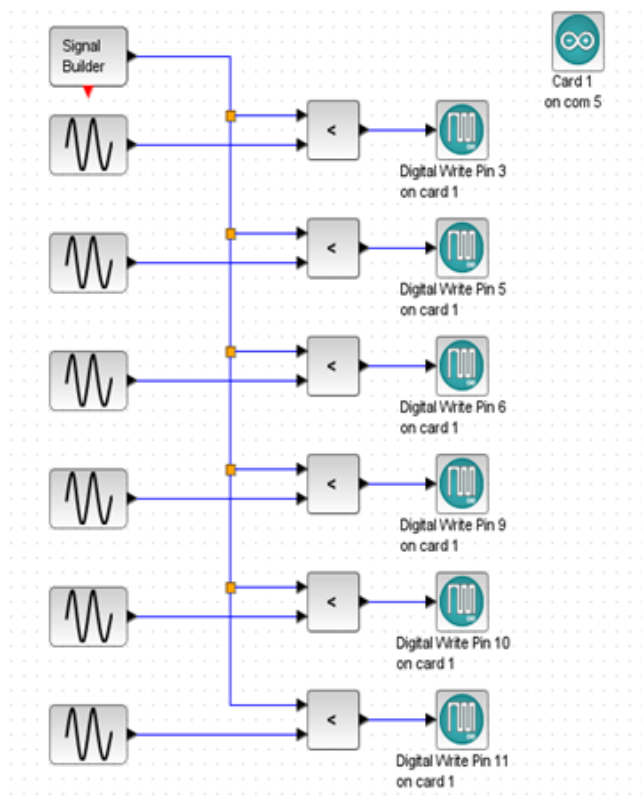 Signal
Builder
Card 1
on com 5
<
Digital Write Pin 3
on card 1
<
Digital Write Pin 5
on card 1
<
Digital Write Pin 6
on card 1
<
Digital Write Pin 9
on card 1
<
Digital Write Pin 10
on card 1
<
Digital Write Pin 11
on card 1